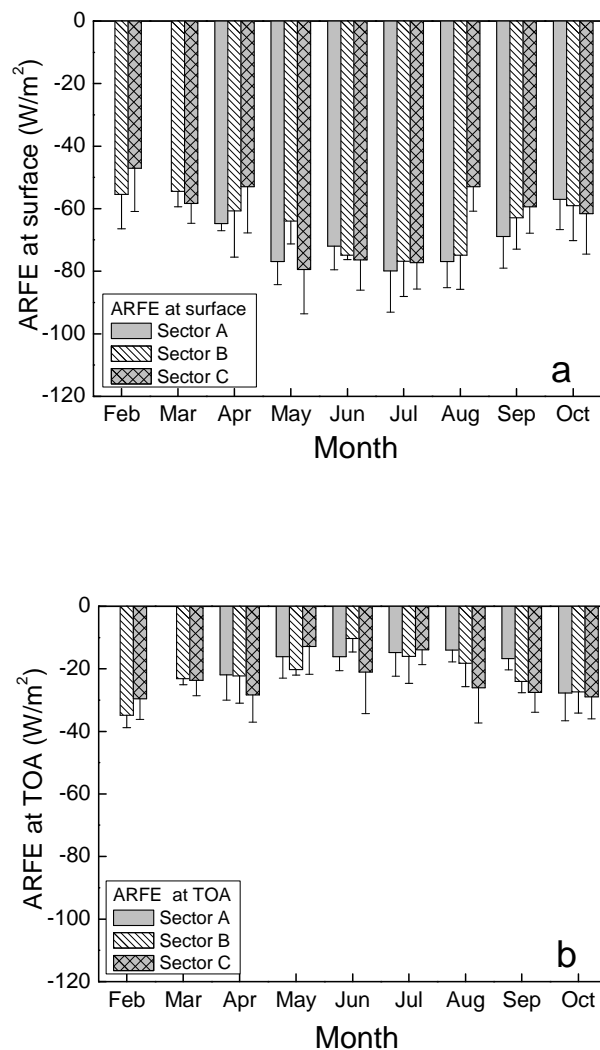 0
-20
-40
-60
-80
-100
-120
ARFE at surface (W/m²)
ARFE at surface
Sector A
Sector B
Sector C
a
Feb Mar Apr May Jun Jul Aug Sep Oct
Month
0
-20
-40
-60
-80
-100
-120
ARFE at TOA (W/m²)
ARFE at TOA
Sector A
Sector B
Sector C
b
Feb Mar Apr May Jun Jul Aug Sep Oct
Month